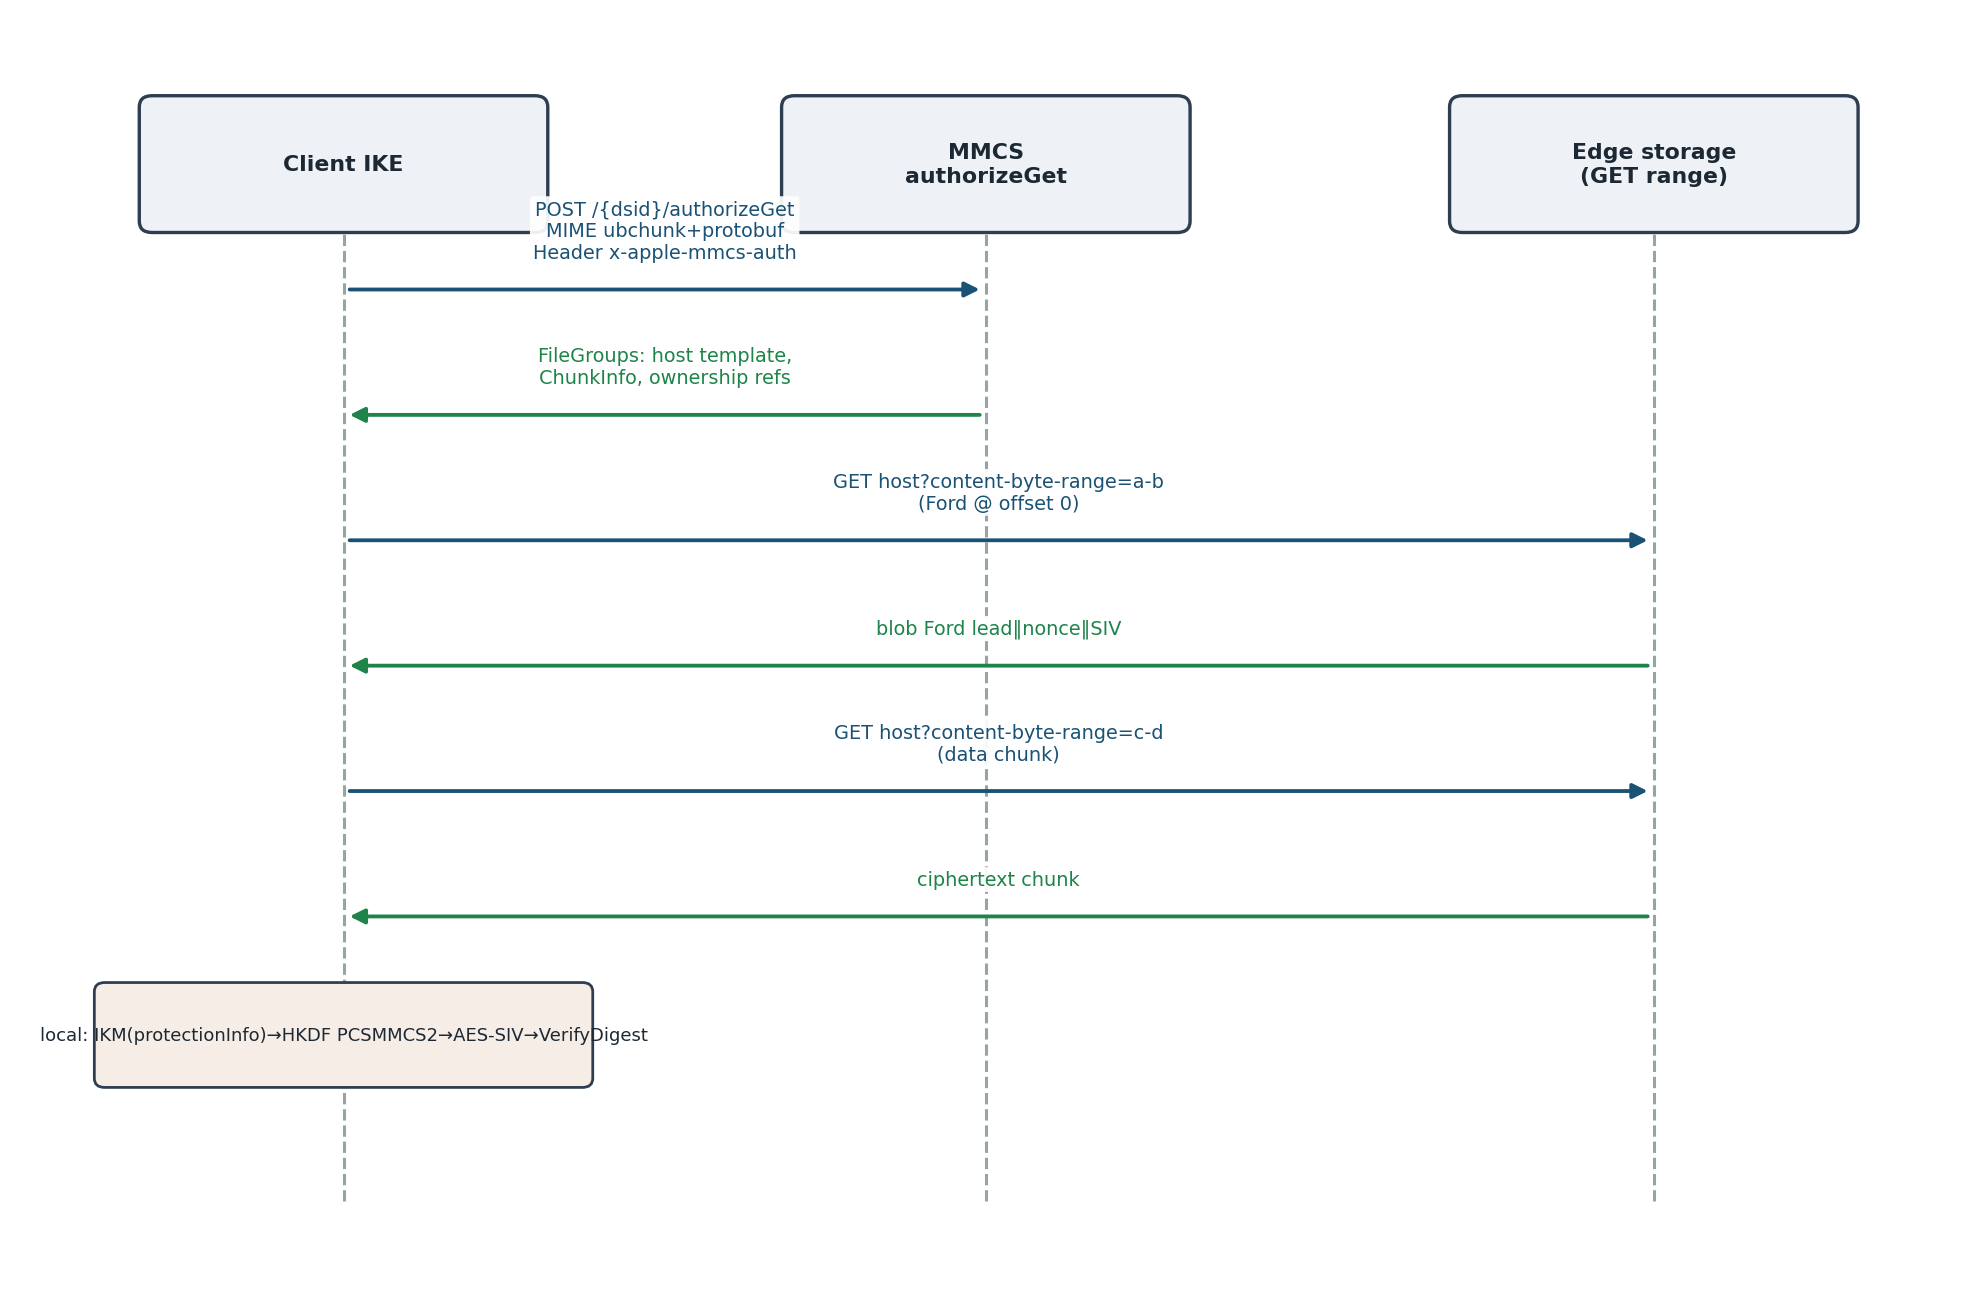 Client IKE
MMCS
authorizeGet
Edge storage
(GET range)
POST /{dsid}/authorizeGet
MIME ubchunk+protobuf
Header x-apple-mmcs-auth
FileGroups: host template,
ChunkInfo, ownership refs
GET host?content-byte-range=a-b
(Ford @ offset 0)
blob Ford lead‖nonce‖SIV
GET host?content-byte-range=c-d
(data chunk)
ciphertext chunk
local: IKM(protectionInfo)→HKDF PCSMMCS2→AES-SIV→VerifyDigest